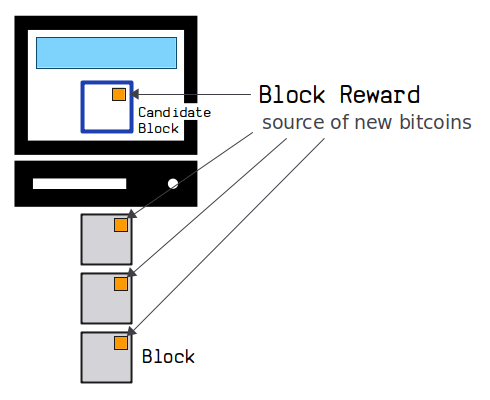 Block Reward
source of new bitcoins
Candidate
Block
Block